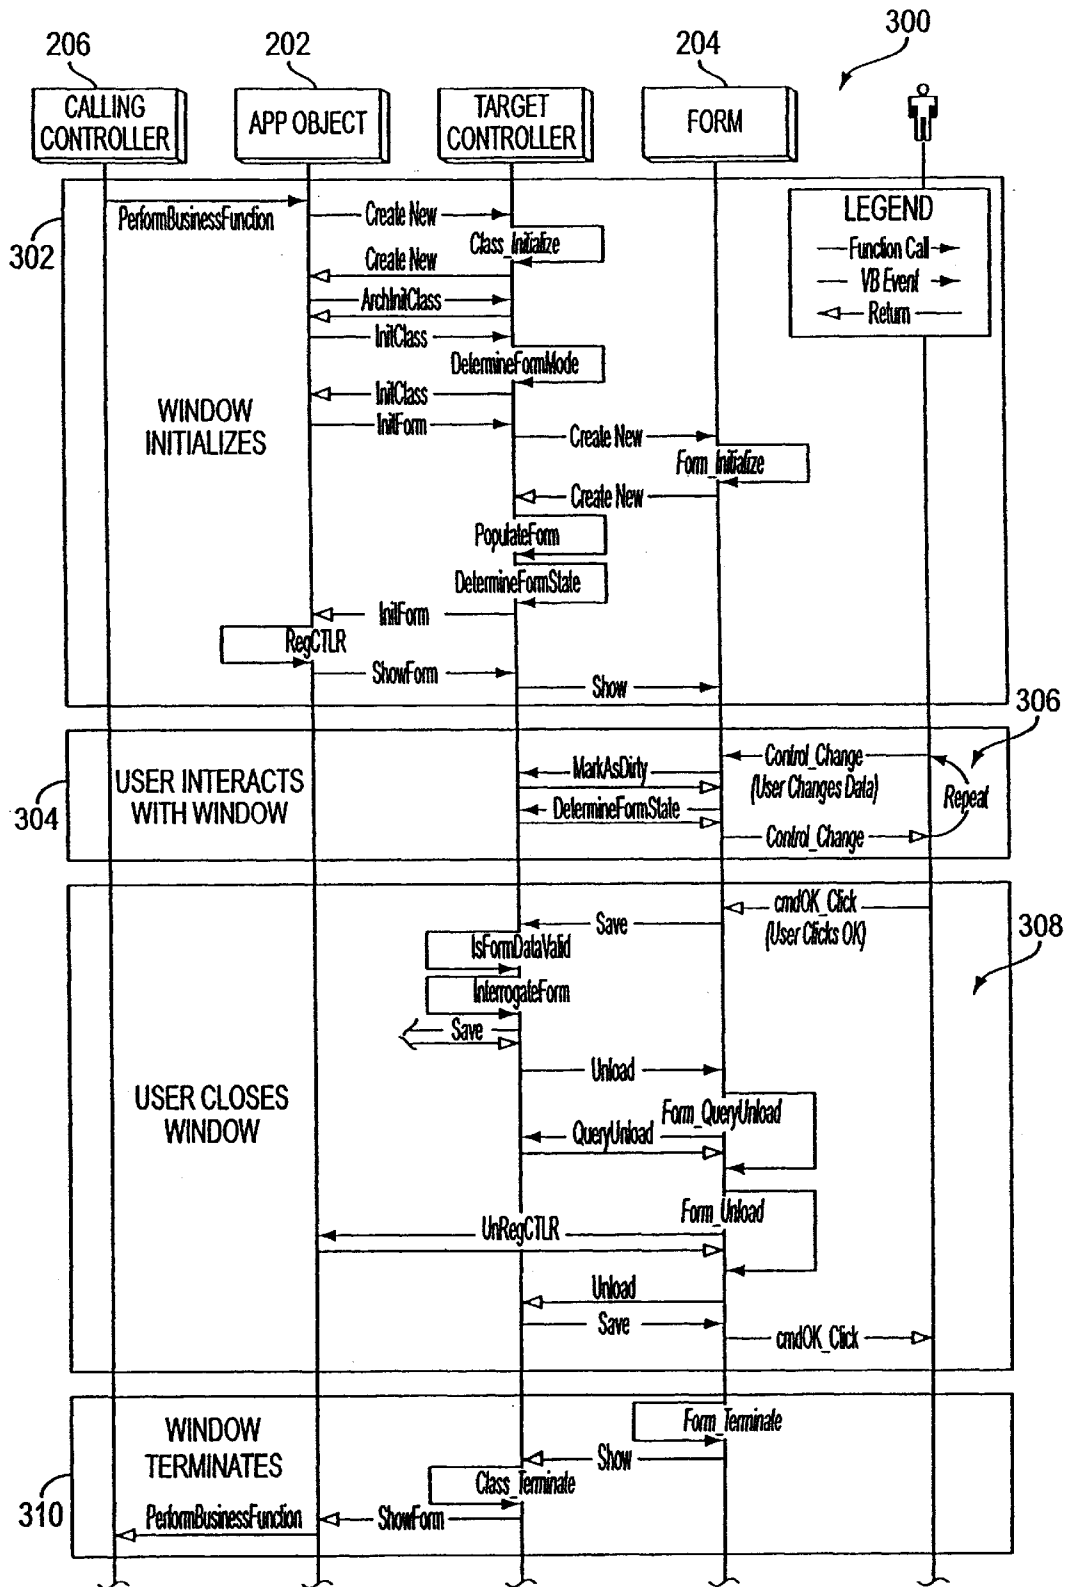 206
202
204
300
CALLING
CONTROLLER
APP OBJECT
TARGET
CONTROLLER
FORM
302
LEGEND
Function Call
VB Event
Return
PerformBusinessFunction
Create New
Class_Initialize
Create New
ArchInitClass
InitClass
DetermineFormMode
InitClass
WINDOW
INITIALIZES
InitForm
Create New
Form_Initialize
Create New
PopulateForm
DetermineFormState
InitForm
RegCTLR
ShowForm
Show
306
304
USER INTERACTS
WITH WINDOW
Control_Change
(User Changes Data)
MarkAsDirty
Repeat
DetermineFormState
Control_Change
308
cmdOK_Click
(User Clicks OK)
Save
IsFormDataValid
InterrogateForm
Save
Unload
USER CLOSES
WINDOW
Form_QueryUnload
QueryUnload
Form_Unload
UnRegCTLR
Unload
Save
cmdOK_Click
WINDOW
TERMINATES
310
Form_Terminate
Show
Class_Terminate
ShowForm
PerformBusinessFunction